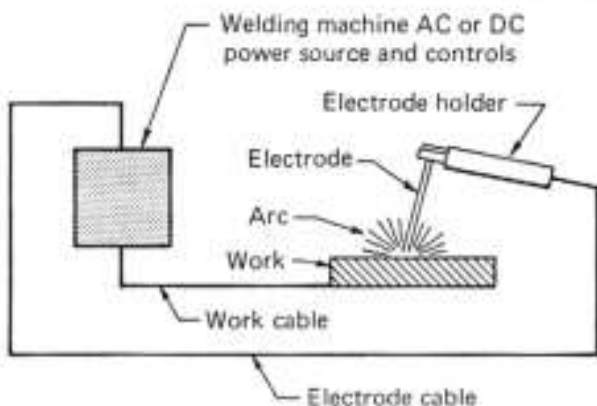 Welding machine AC or DC
power source and controls
Electrode holder
Electrode
Arc
Work
Work cable
Electrode cable